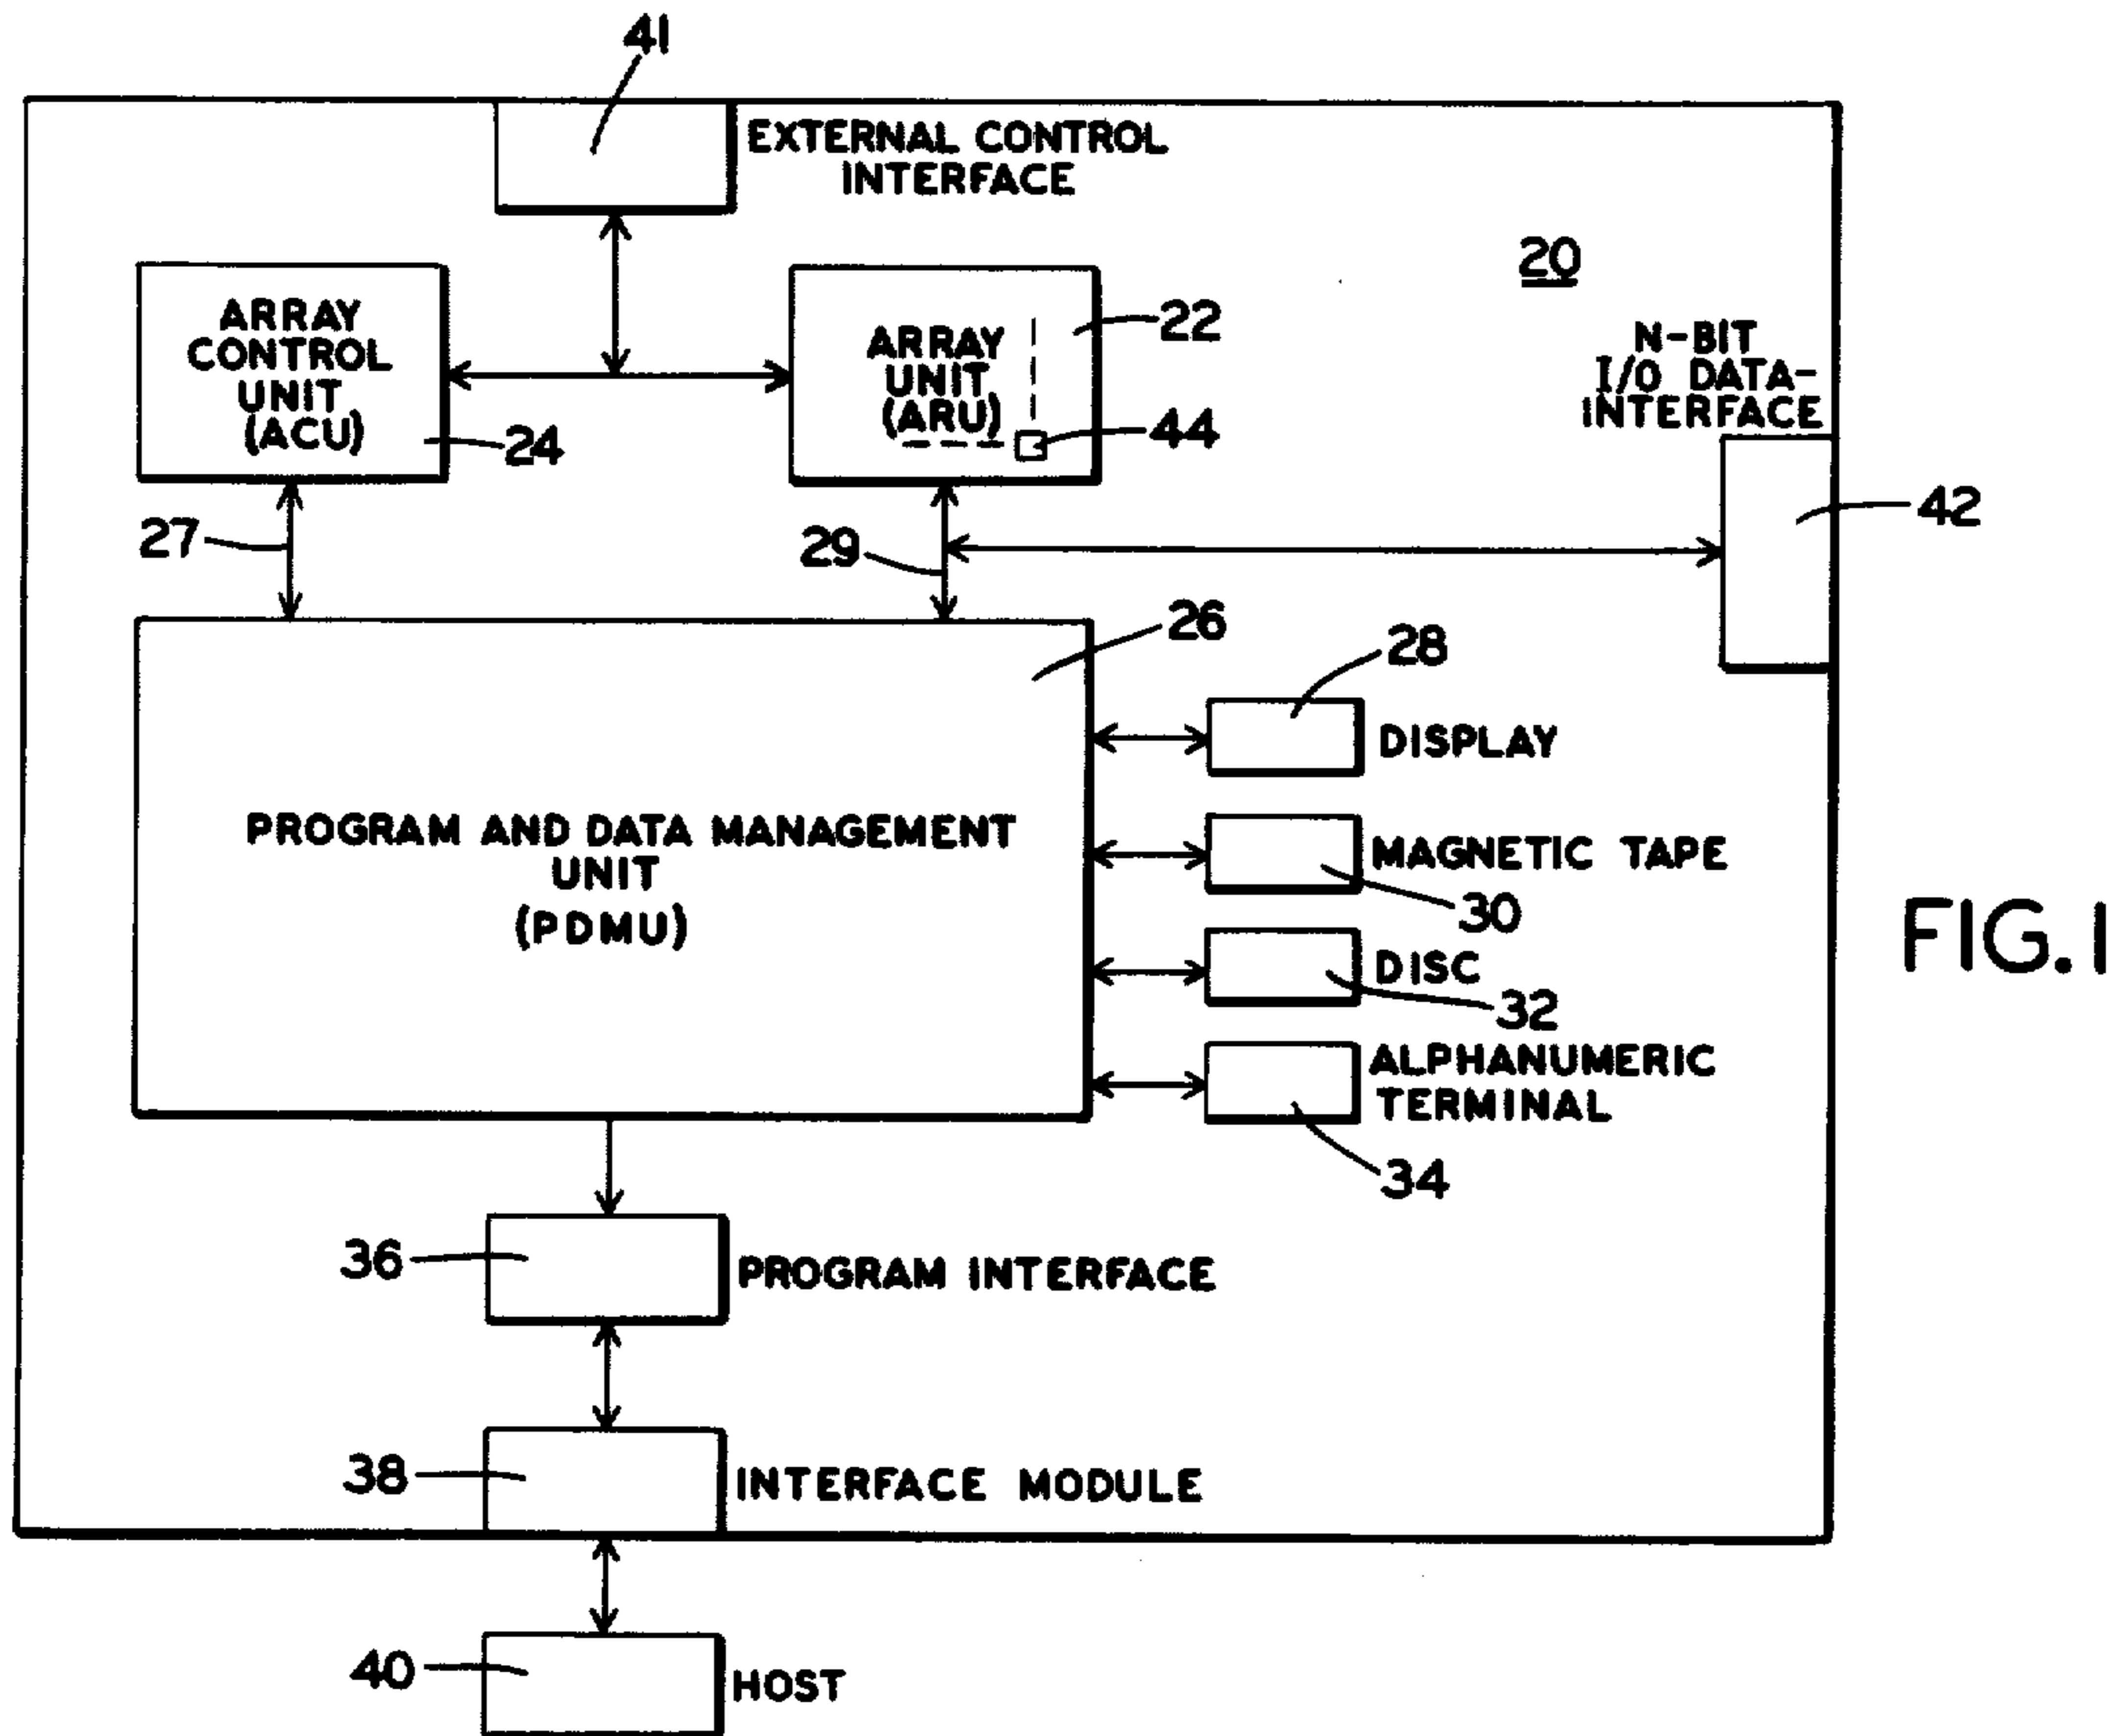 41
EXTERNAL CONTROL
INTERFACE
20
ARRAY
CONTROL
UNIT
(ACU)
24
ARRAY
UNIT
(ARU)
22
44
N-BIT
I/O DATA-
INTERFACE
42
27
29
26
28
DISPLAY
PROGRAM AND DATA MANAGEMENT
UNIT
(PDMU)
MAGNETIC TAPE
30
DISC
32
ALPHANUMERIC
TERMINAL
34
FIG. 1
36
PROGRAM INTERFACE
38
INTERFACE MODULE
40
HOST